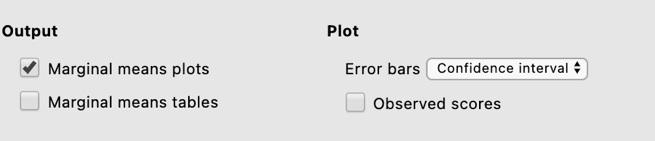 Output
Marginal means plots
Marginal means tables
Plot
Error bars Confidence interval
Observed scores